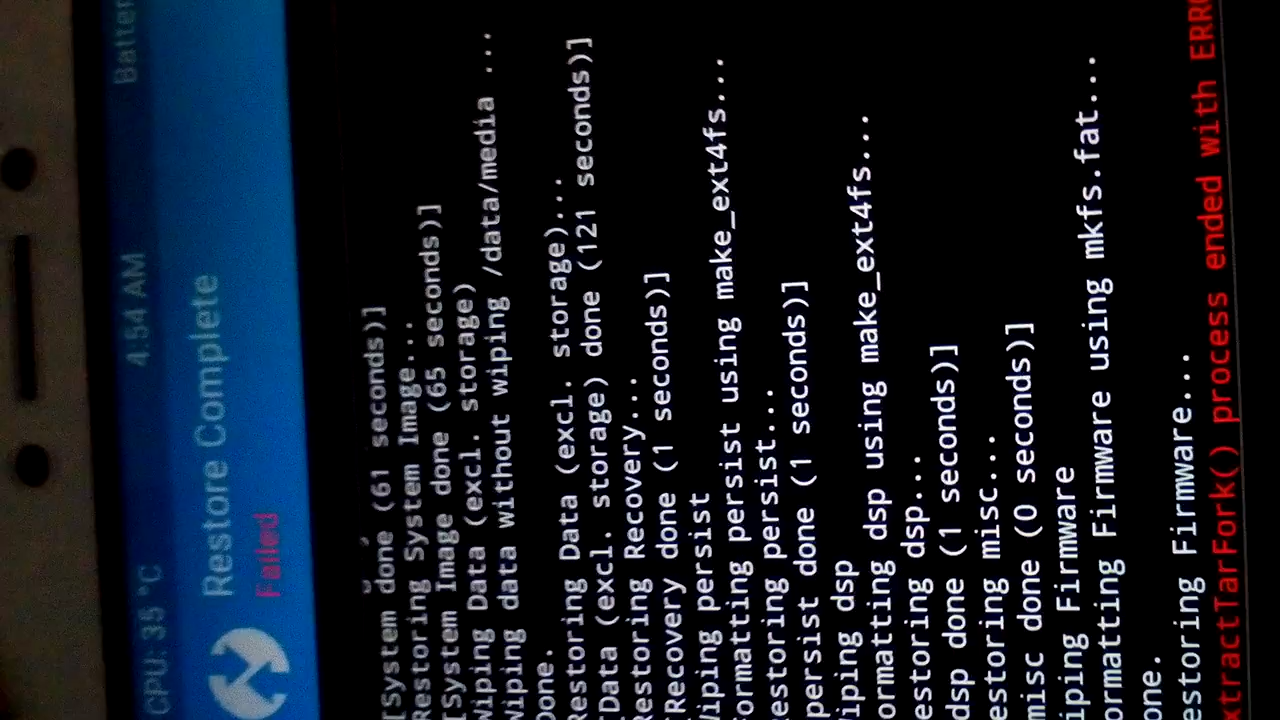 CPU: 35 °C 4:54 AM Batter
Restore Complete
Failed
[System done (61 seconds)]
Restoring System Image...
[System Image done (65 seconds)]
Wiping Data (excl. storage)
Wiping data without wiping /data/media ...
Done.
Restoring Data (excl. storage)...
[Data (excl. storage) done (121 seconds)]
Restoring Recovery...
[Recovery done (1 seconds)]
Wiping persist
ormatting persist using make_ext4fs...
estoring persist...
persist done (1 seconds)]
iping dsp
ormatting dsp using make_ext4fs...
estoring dsp...
dsp done (1 seconds)]
estoring misc...
misc done (0 seconds)]
iping Firmware
ormatting Firmware using mkfs.fat...
one.
estoring Firmware...
xtractTarFork() process ended with ERRO